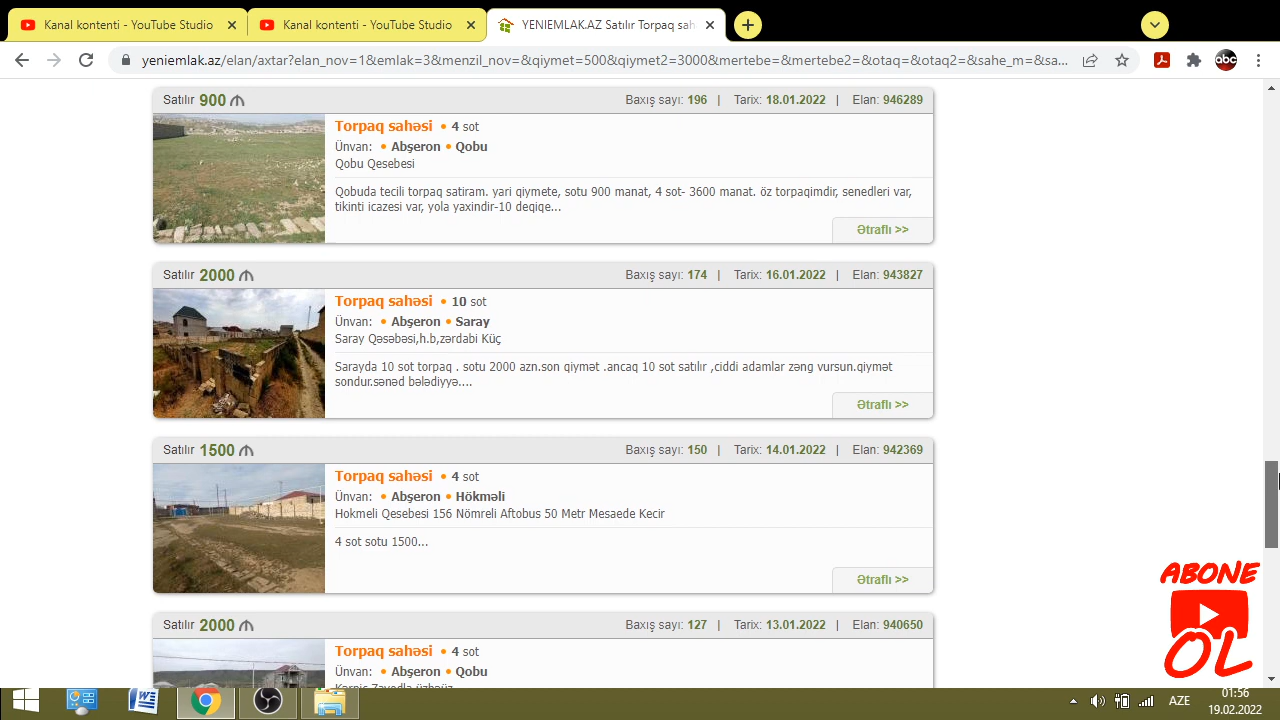 Kanal kontenti - YouTube Studio
Kanal kontenti - YouTube Studio
YENIEMLAK.AZ Satılır Torpaq sah
yeniemlak.az/elan/axtar?elan_nov=1&emlak=3&menzil_nov=&qiymet=500&qiymet2=3000&mertebe=&mertebe2=&otaq=&otaq2=&sahe_m=&sa...
abc
Satılır 900 ₼ Baxış sayı: 196 | Tarix: 18.01.2022 | Elan: 946289
Torpaq sahəsi • 4 sot
Ünvan: • Abşeron • Qobu
Qobu Qesebesi
Qobuda tecili torpaq satiram. yari qiymete, sotu 900 manat, 4 sot- 3600 manat. öz torpaqimdir, senedleri var,
tikinti icazesi var, yola yaxindir-10 deqiqe...
Ətraflı >>
Satılır 2000 ₼ Baxış sayı: 174 | Tarix: 16.01.2022 | Elan: 943827
Torpaq sahəsi • 10 sot
Ünvan: • Abşeron • Saray
Saray Qəsəbəsi,h.b,zərdabi Küç
Sarayda 10 sot torpaq . sotu 2000 azn.son qiymət .ancaq 10 sot satılır ,ciddi adamlar zəng vursun.qiymət
sondur.sənəd bələdiyyə....
Ətraflı >>
Satılır 1500 ₼ Baxış sayı: 150 | Tarix: 14.01.2022 | Elan: 942369
Torpaq sahəsi • 4 sot
Ünvan: • Abşeron • Hökməli
Hokmeli Qesebesi 156 Nömreli Aftobus 50 Metr Mesaede Kecir
4 sot sotu 1500...
Ətraflı >>
Satılır 2000 ₼ Baxış sayı: 127 | Tarix: 13.01.2022 | Elan: 940650
Torpaq sahəsi • 4 sot
Ünvan: • Abşeron • Qobu
ABONE
OL
AZE
01:56
19.02.2022